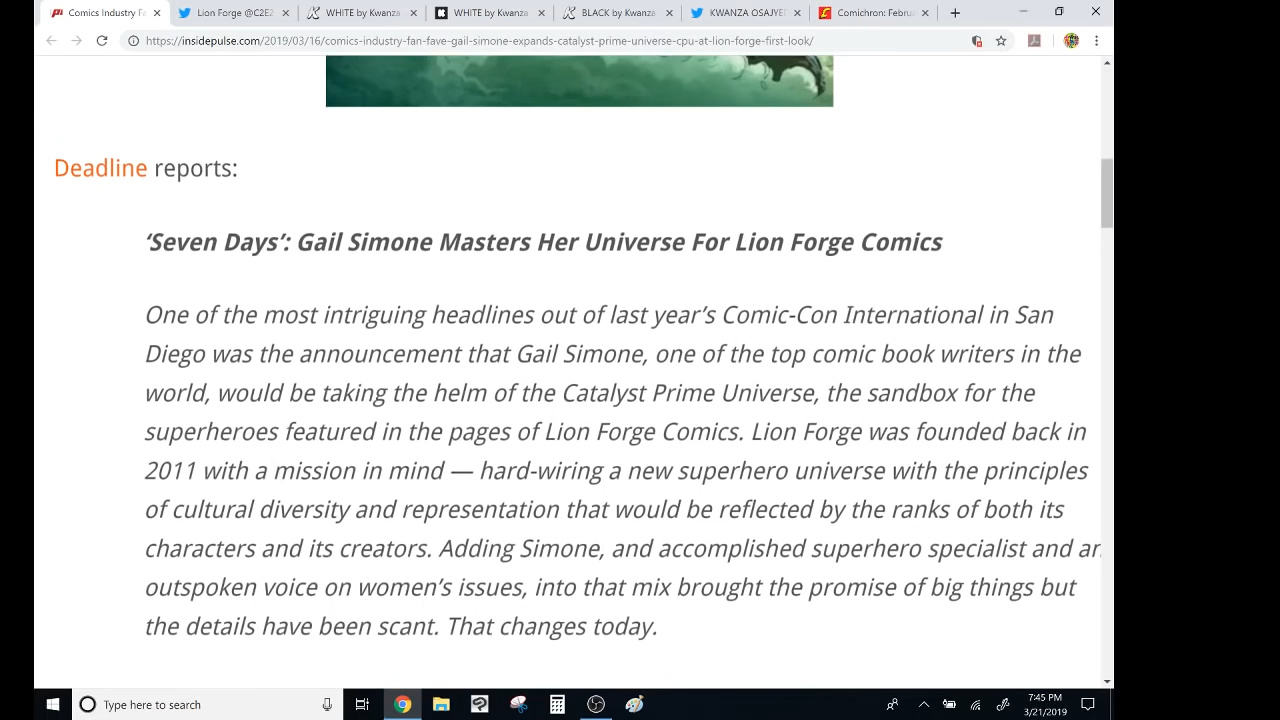 Comics Industry Fa
Lion Forge @C2E2
WHITE by Kwanza
WHITE by Kwanza
BLACK by Kwanza
KWANZA OSAJYEF
Comichron: Februa
https://insidepulse.com/2019/03/16/comics-industry-fan-fave-gail-simone-expands-catalyst-prime-universe-cpu-at-lion-forge-first-look/
Deadline reports:
‘Seven Days’: Gail Simone Masters Her Universe For Lion Forge Comics
One of the most intriguing headlines out of last year’s Comic-Con International in San
Diego was the announcement that Gail Simone, one of the top comic book writers in the
world, would be taking the helm of the Catalyst Prime Universe, the sandbox for the
superheroes featured in the pages of Lion Forge Comics. Lion Forge was founded back in
2011 with a mission in mind — hard-wiring a new superhero universe with the principles
of cultural diversity and representation that would be reflected by the ranks of both its
characters and its creators. Adding Simone, and accomplished superhero specialist and an
outspoken voice on women’s issues, into that mix brought the promise of big things but
the details have been scant. That changes today.
Type here to search
7:45 PM
3/21/2019